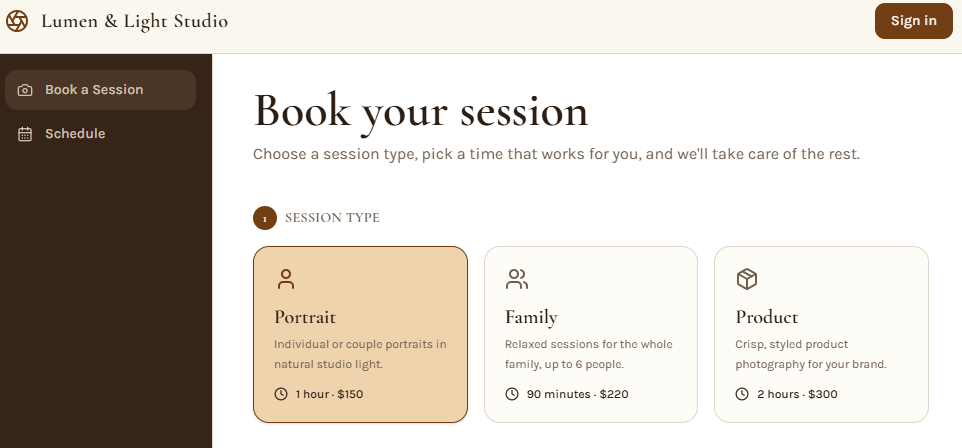 Lumen & Light Studio
Sign in
Book a Session
Schedule
Book your session
Choose a session type, pick a time that works for you, and we'll take care of the rest.
1 SESSION TYPE
Portrait
Individual or couple portraits in
natural studio light.
1 hour · $150
Family
Relaxed sessions for the whole
family, up to 6 people.
90 minutes · $220
Product
Crisp, styled product
photography for your brand.
2 hours · $300